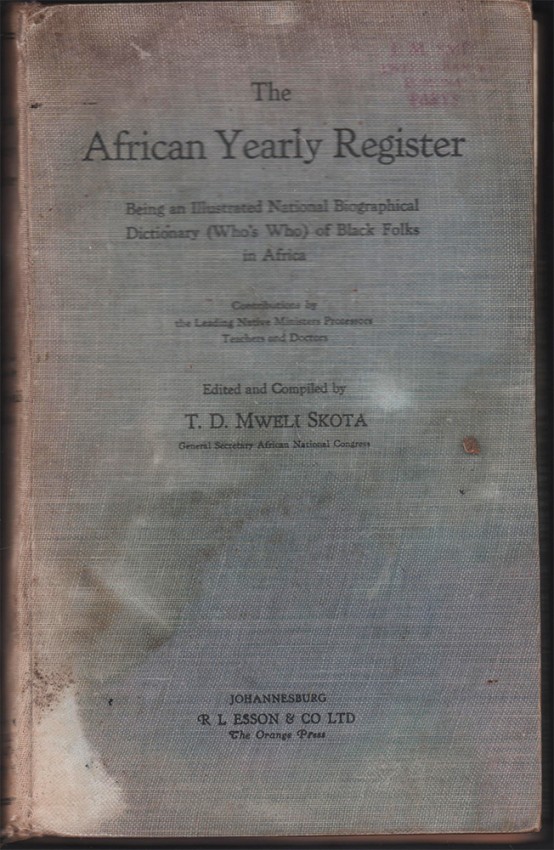 The
African Yearly Register
Being an Illustrated National Biographical
Dictionary (Who's Who) of Black Folks
in Africa
Contributions by
the Leading Native Ministers Professors
Teachers and Doctors
Edited and Compiled by
T. D. MWELI SKOTA
General Secretary African National Congress
JOHANNESBURG
R L ESSON & CO LTD
The Orange Press